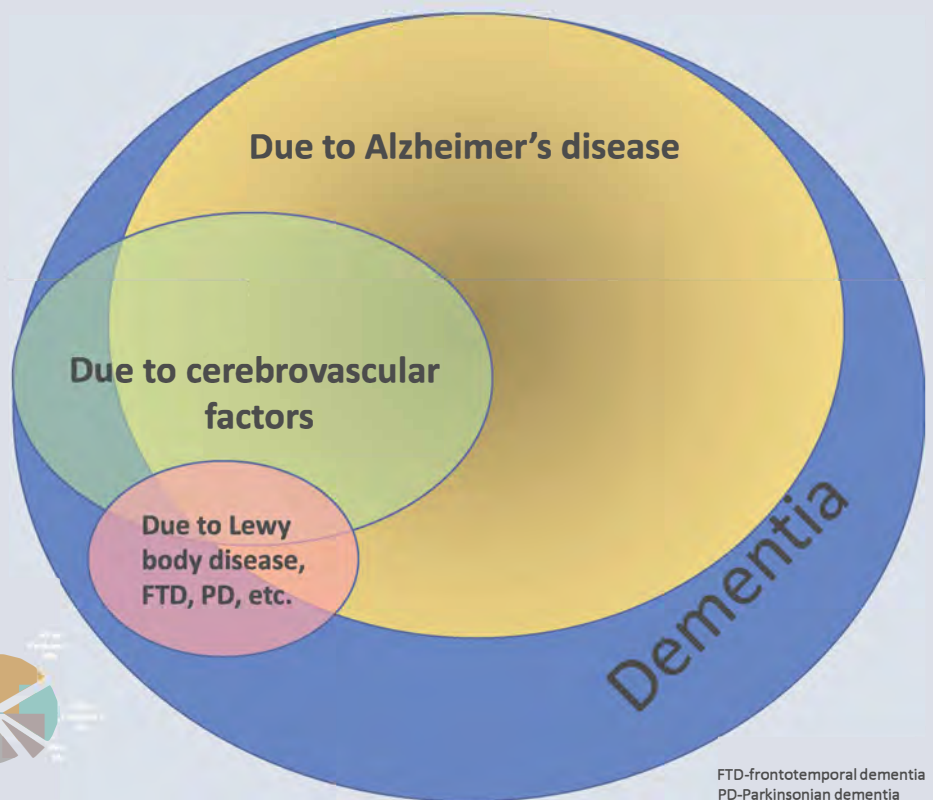 Due to Alzheimer's disease
Due to cerebrovascular
factors
Due to Lewy
body disease,
FTD, PD, etc.
Dementia
FTD-frontotemporal dementia
PD-Parkinsonian dementia